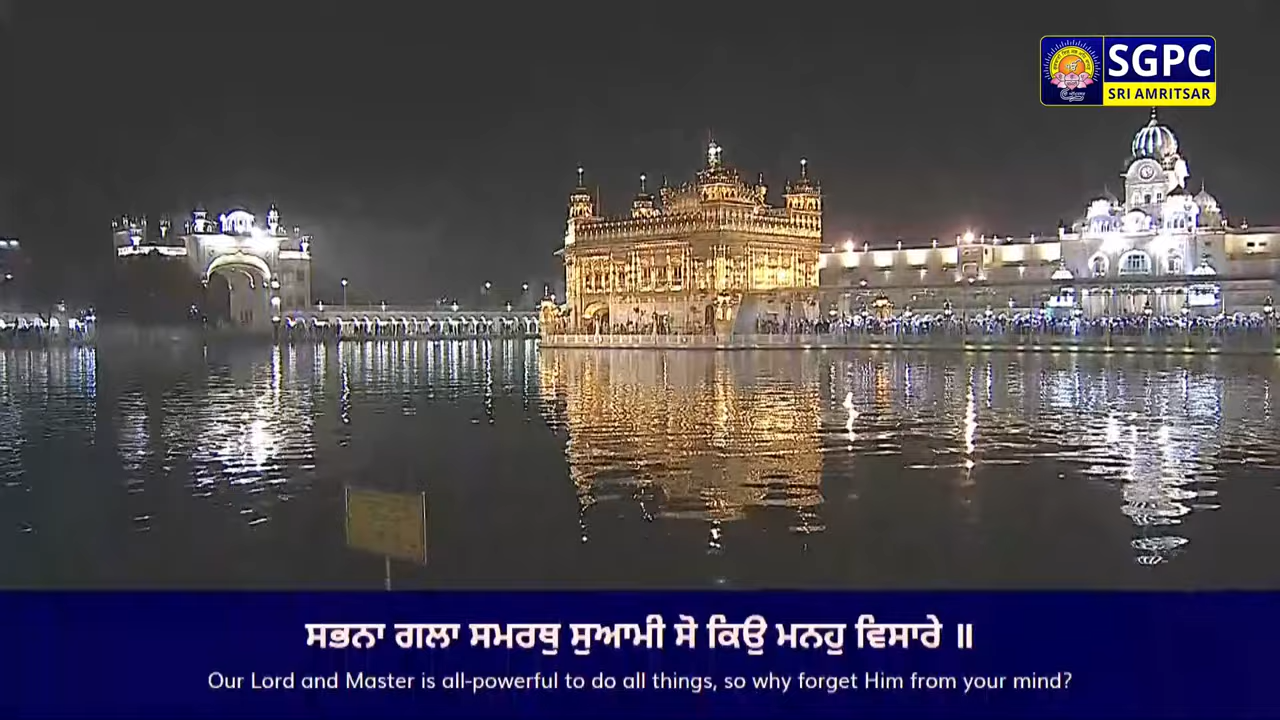 SGPC
SRI AMRITSAR
ਸਭਨਾ ਗਲਾ ਸਮਰਥੁ ਸੁਆਮੀ ਸੋ ਕਿਉ ਮਨਹੁ ਵਿਸਾਰੇ ॥
Our Lord and Master is all-powerful to do all things, so why forget Him from your mind?